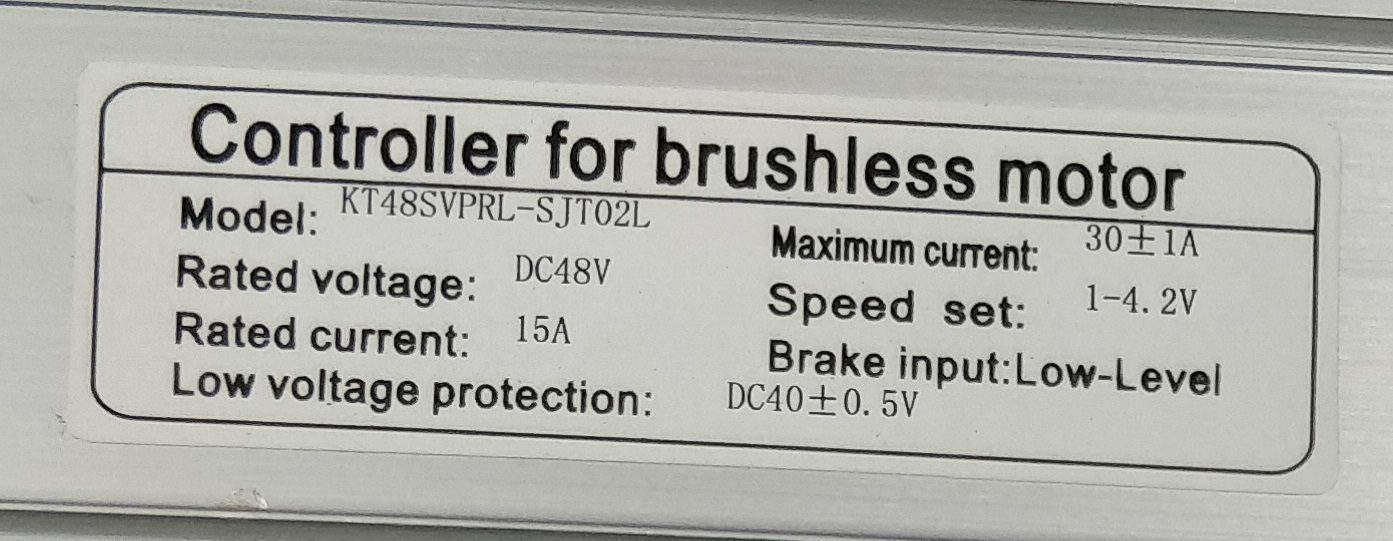 Controller for brushless motor
Model: KT48SVPRL-SJT02L
Rated voltage: DC48V
Rated current: 15A
Low voltage protection: DC40±0.5V
Maximum current: 30±1A
Speed set: 1-4.2V
Brake input:Low-Level